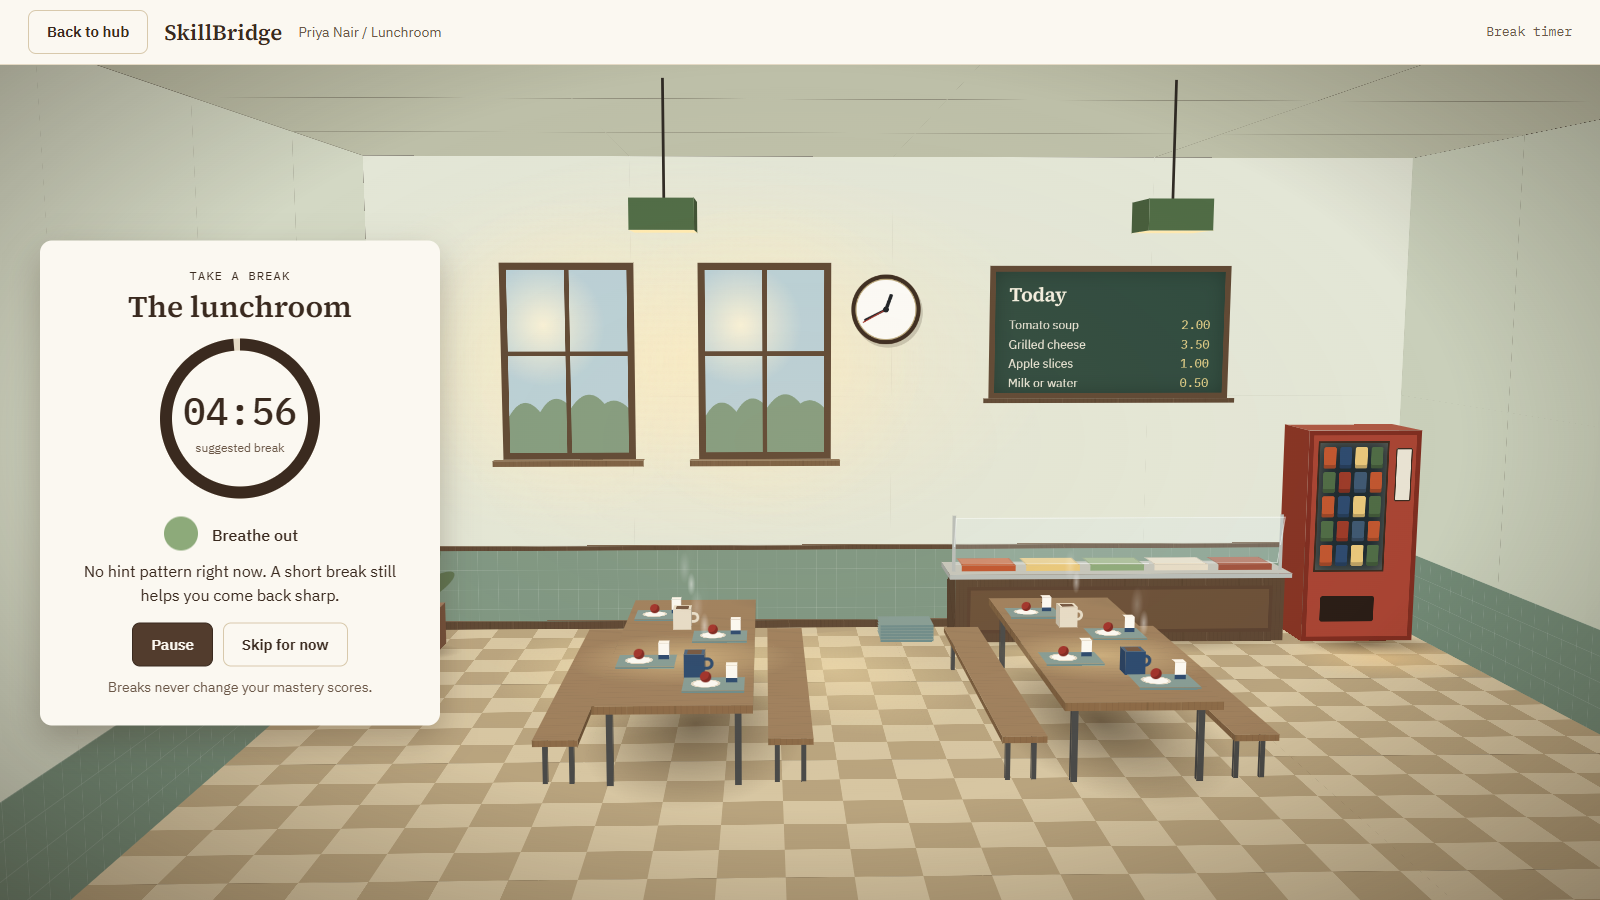 Back to hub
SkillBridge
Priya Nair / Lunchroom
Break timer
TAKE A BREAK
The lunchroom
04:56
suggested break
Breathe out
No hint pattern right now. A short break still
helps you come back sharp.
Pause
Skip for now
Breaks never change your mastery scores.
Today
Tomato soup 2.00
Grilled cheese 3.50
Apple slices 1.00
Milk or water 0.50